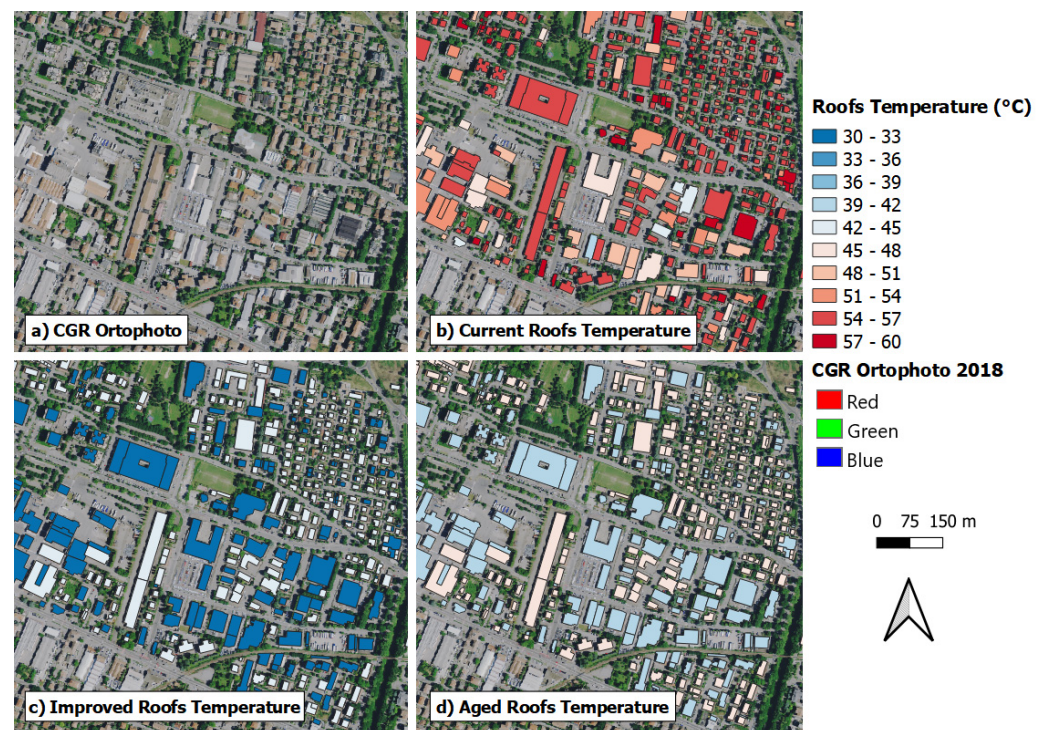 a) CGR Ortophoto
b) Current Roofs Temperature
c) Improved Roofs Temperature
d) Aged Roofs Temperature
Roofs Temperature (°C)
30 - 33
33 - 36
36 - 39
39 - 42
42 - 45
45 - 48
48 - 51
51 - 54
54 - 57
57 - 60
CGR Ortophoto 2018
Red
Green
Blue
0 75 150 m